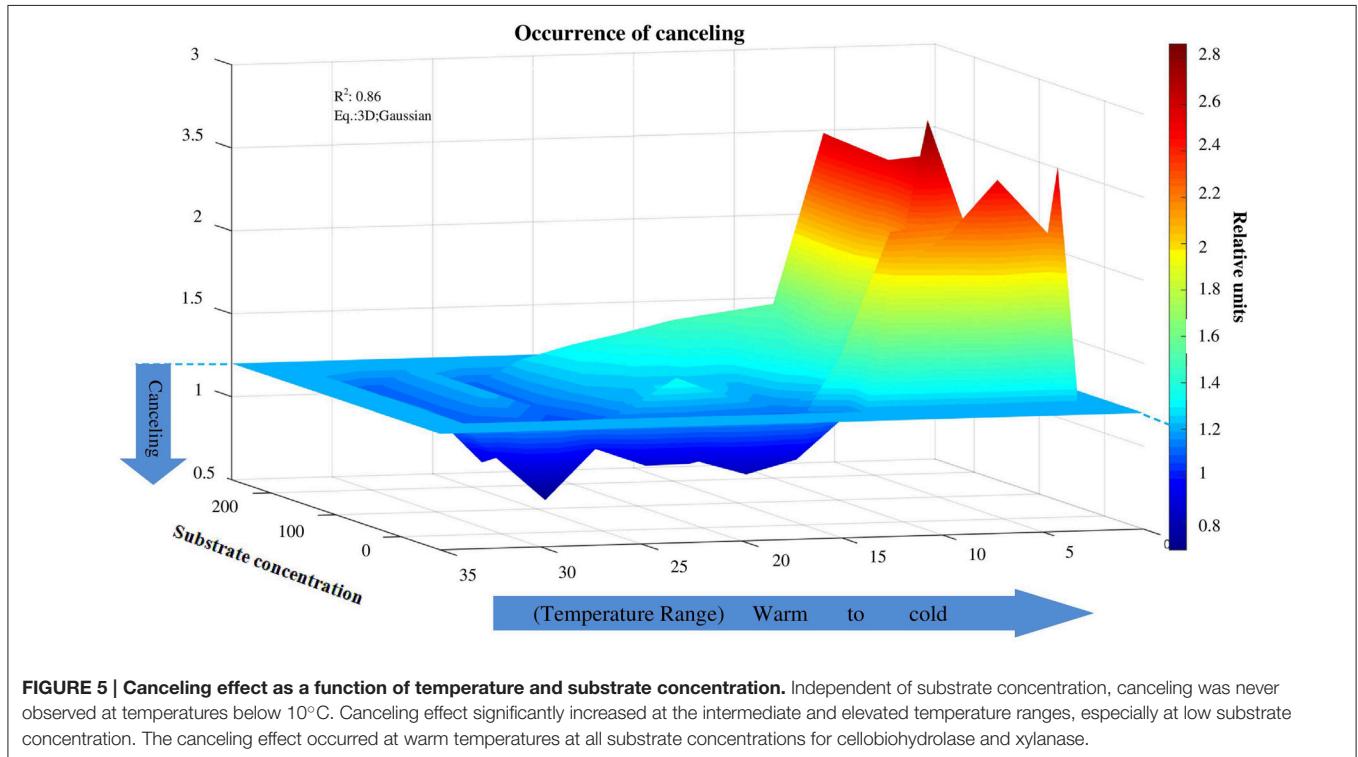 Occurrence of canceling
R²: 0.86
Eq.:3D;Gaussian
3
3.5
2
1.5
1
0.5
Canceling
200
100
0
Substrate concentration
35
30
25
20
15
10
5
0
(Temperature Range) Warm to cold
2.8
2.6
2.4
2.2
2
1.8
1.6
1.4
1.2
1
0.8
Relative units
FIGURE 5 | Canceling effect as a function of temperature and substrate concentration. Independent of substrate concentration, canceling was never
observed at temperatures below 10°C. Canceling effect significantly increased at the intermediate and elevated temperature ranges, especially at low substrate
concentration. The canceling effect occurred at warm temperatures at all substrate concentrations for cellobiohydrolase and xylanase.